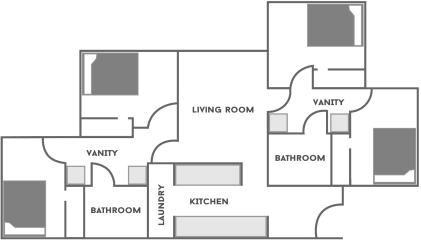 LIVING ROOM
VANITY
VANITY
BATHROOM
BATHROOM
LAUNDRY
KITCHEN